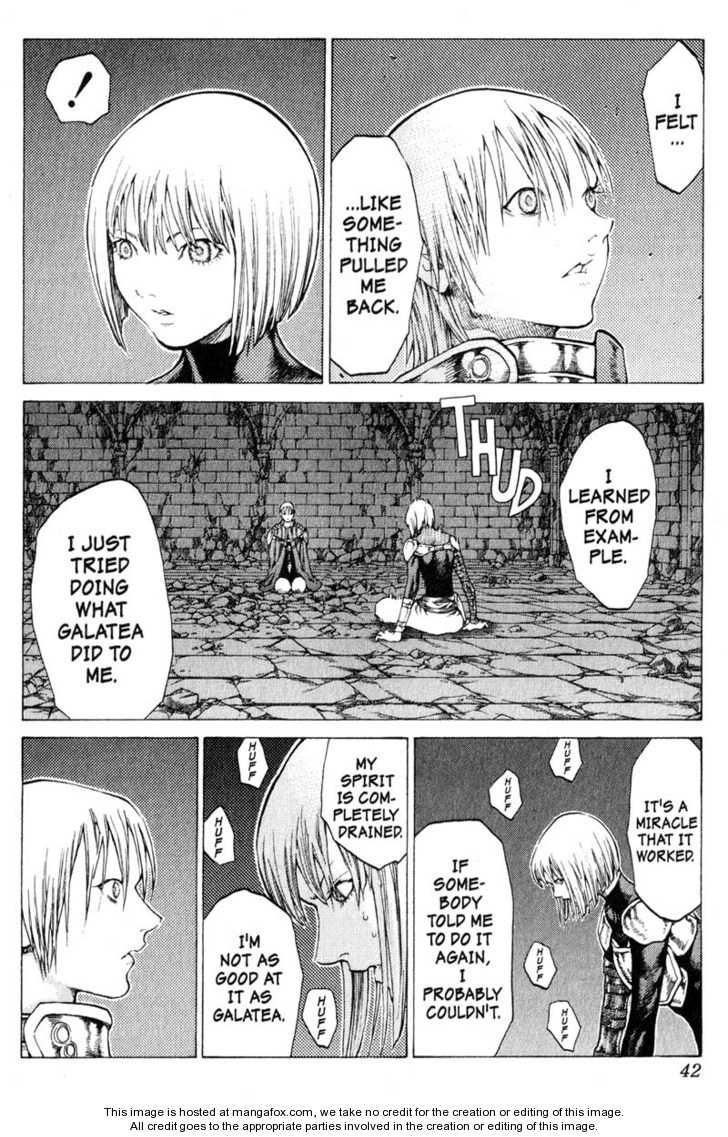 I
FELT
...
...LIKE
SOME-
THING
PULLED
ME
BACK.
!
THUD
I
LEARNED
FROM
EXAM-
PLE.
I JUST
TRIED
DOING
WHAT
GALATEA
DID TO
ME.
IT'S A
MIRACLE
THAT IT
WORKED.
HUFF
HUFF
IF
SOME-
BODY
TOLD ME
TO DO IT
AGAIN,
I
PROBABLY
COULDN'T.
HUFF
HUFF
MY
SPIRIT
IS COM-
PLETELY
DRAINED.
HUFF
HUFF
I'M
NOT AS
GOOD AT
IT AS
GALATEA.
HUFF
42
This image is hosted at mangafox.com, we take no credit for the creation or editing of this image.
All credit goes to the appropriate parties involved in the creation or editing of this image.